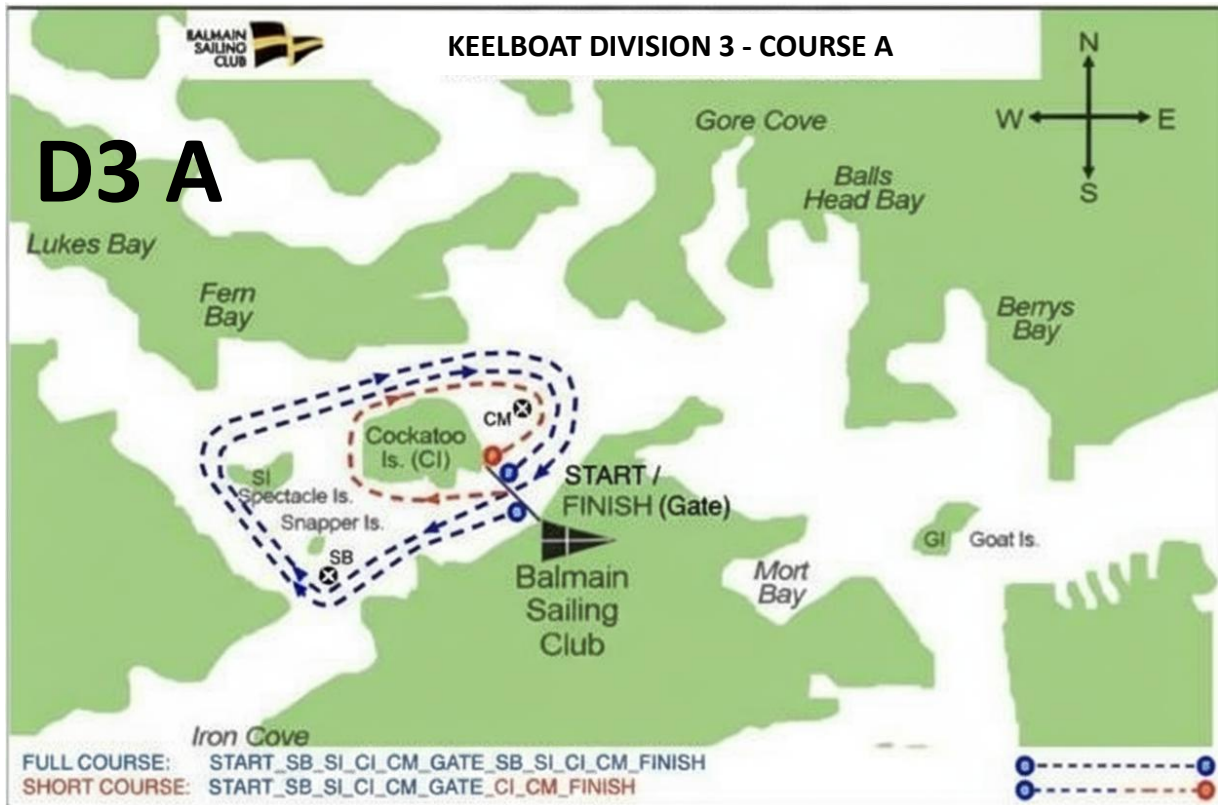 BALMAIN
SAILING
CLUB
KEELBOAT DIVISION 3 - COURSE A
N
W
E
S
D3 A
Gore Cove
Balls
Head Bay
Lukes Bay
Fern
Bay
Berrys
Bay
CM
Cockatoo
Is. (CI)
SI
Spectacle Is.
Snapper Is.
SB
START /
FINISH (Gate)
GI
Goat Is.
Balmain
Sailing
Club
Mort
Bay
Iron Cove
FULL COURSE: START_SB_SI_CI_CM_GATE_SB_SI_CI_CM_FINISH
SHORT COURSE: START_SB_SI_CI_CM_GATE_CI_CM_FINISH